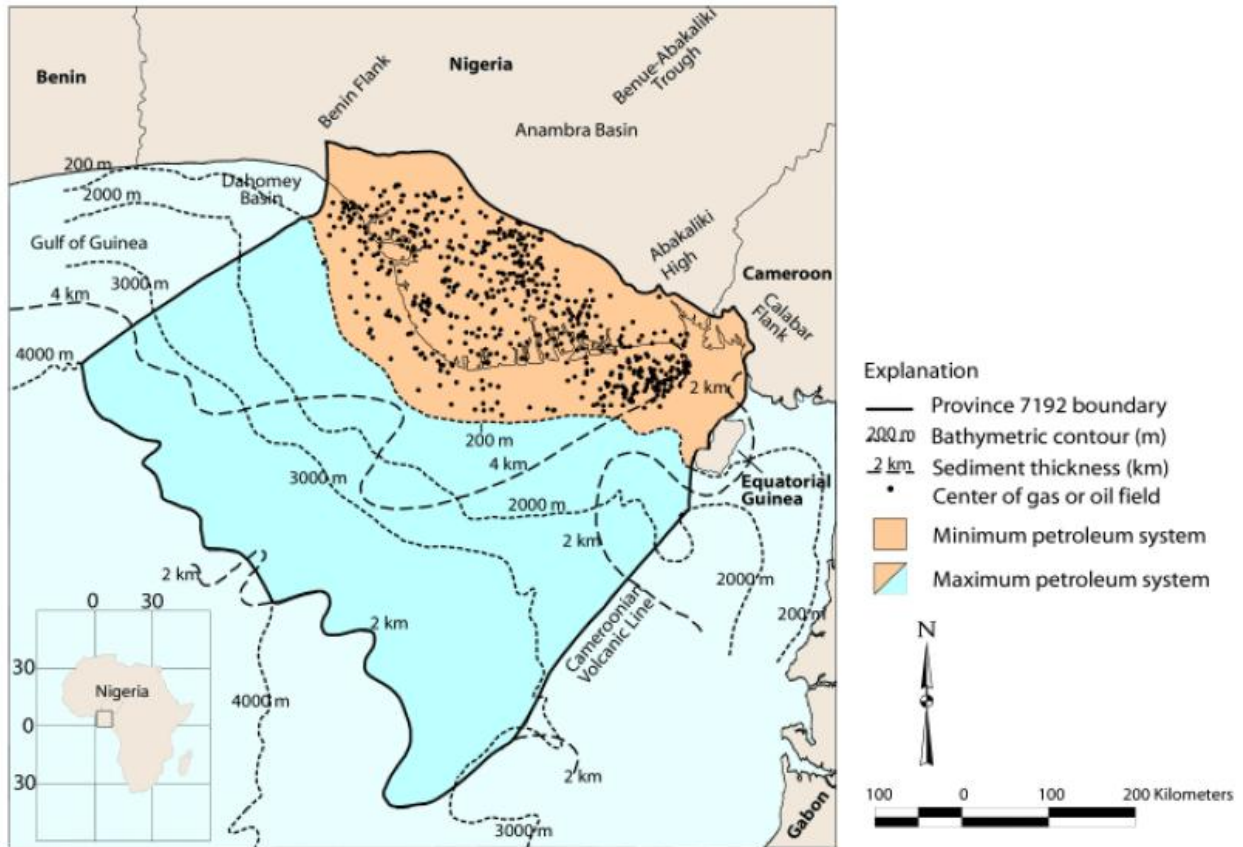 Benin
Nigeria
Benue-Abakaliki
Trough
Benin Flank
Anambra Basin
200 m
Dahomey
Basin
2000 m
Gulf of Guinea
Abakaliki
High
Cameroon
3000 m
4 km
Calabar
Flank
4000 m
2 km
200 m
4 km
3000 m
2000 m
Equatorial
Guinea
2 km
2 km
2000 m
200 m
2 km
Cameroonian
Volcanic Line
4000 m
2 km
3000 m
Gabon
0 30
30
Nigeria
0
30
Explanation
Province 7192 boundary
200 m Bathymetric contour (m)
2 km Sediment thickness (km)
Center of gas or oil field
Minimum petroleum system
Maximum petroleum system
N
100 0 100 200 Kilometers